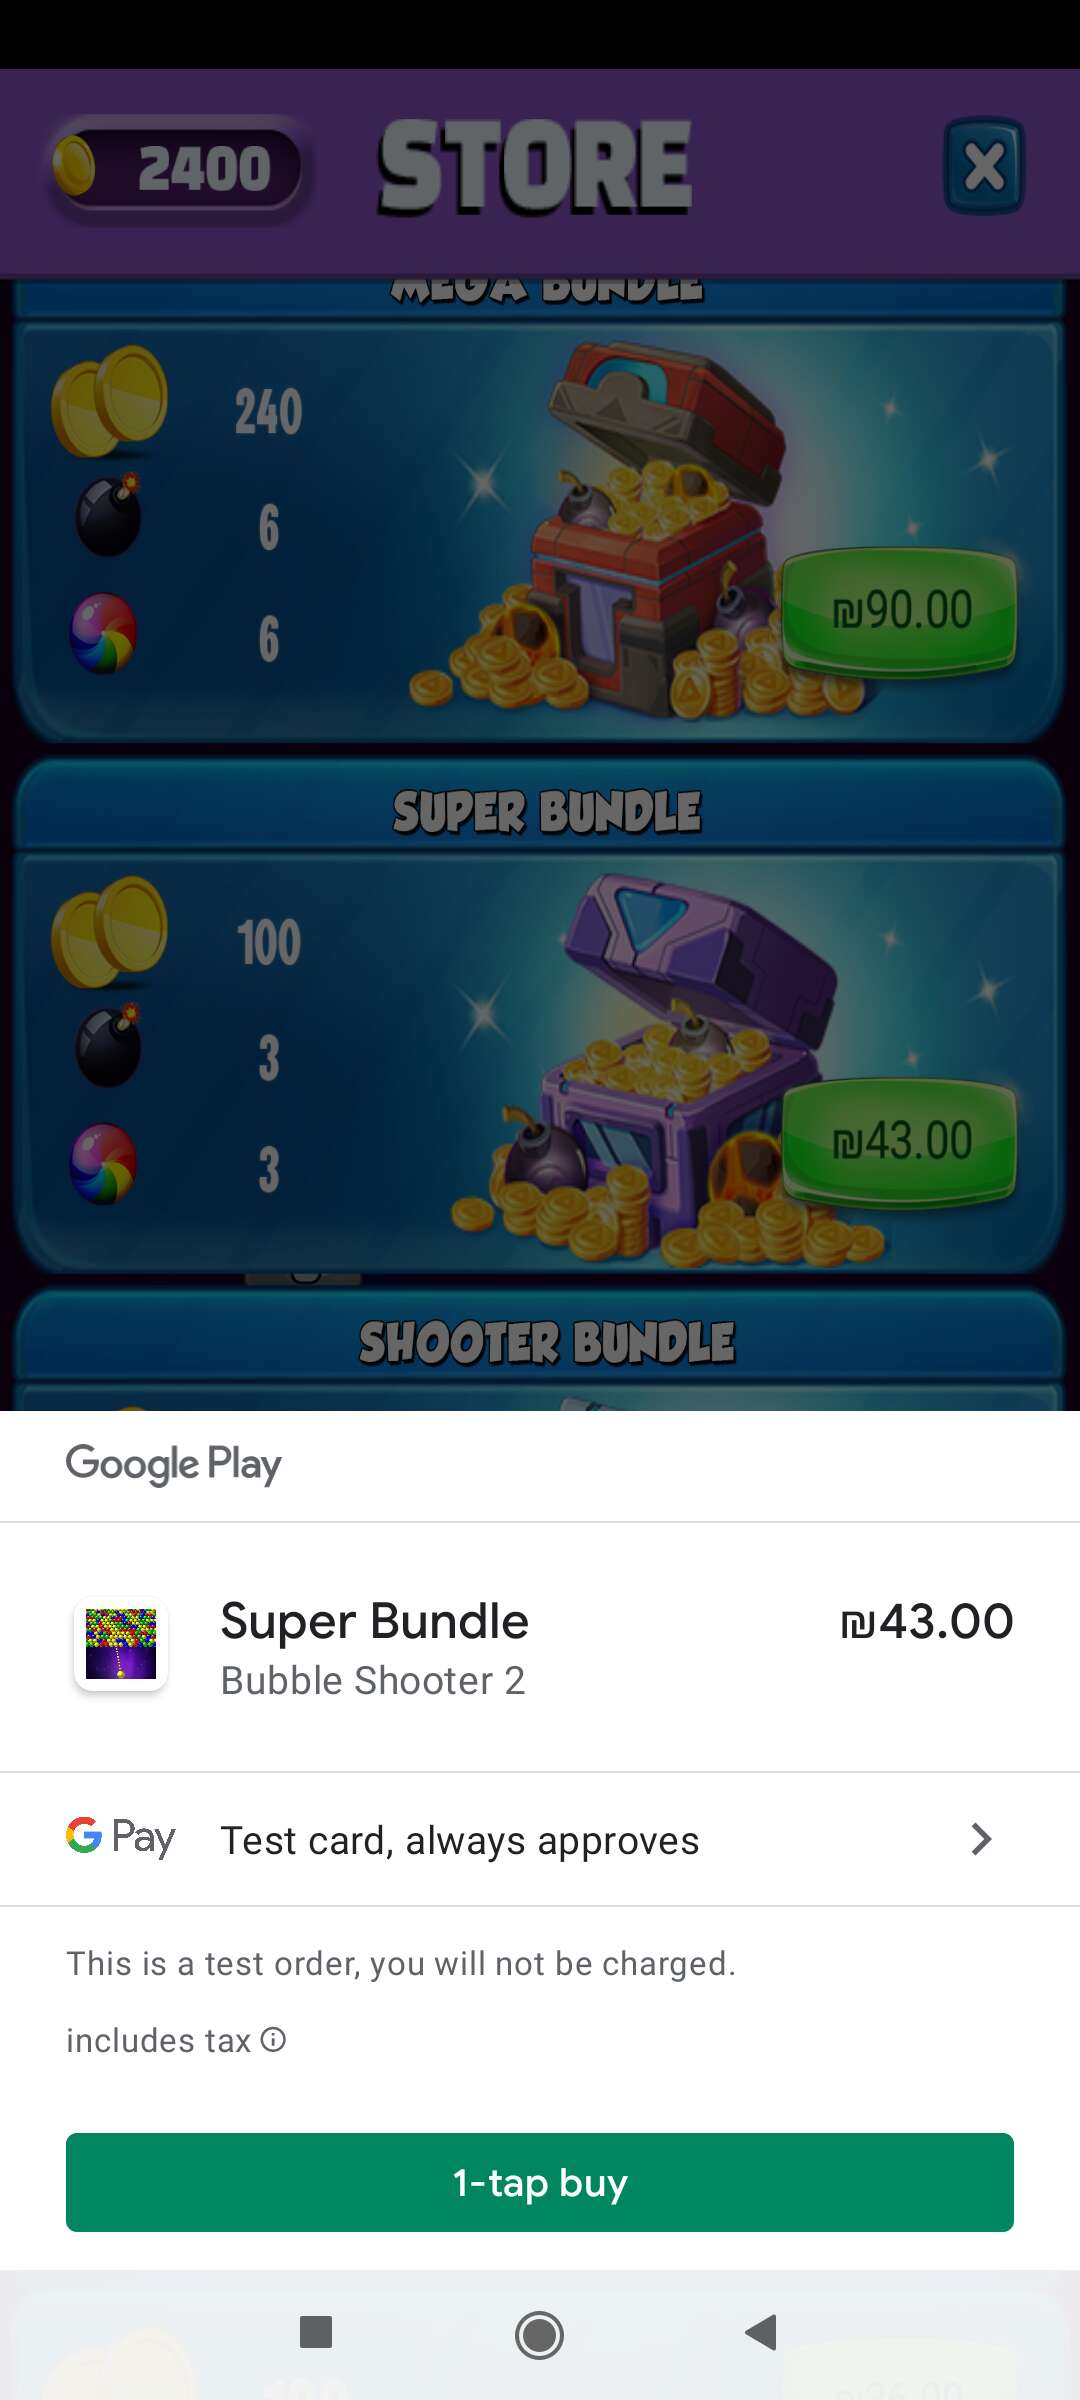 2400
STORE
X
MEGA BUNDLE
240
6
6
₪90.00
SUPER BUNDLE
100
3
3
₪43.00
SHOOTER BUNDLE
Google Play
Super Bundle
₪43.00
Bubble Shooter 2
G Pay
Test card, always approves
This is a test order, you will not be charged.
includes tax
1-tap buy